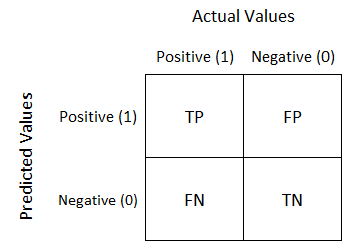 Actual Values
Positive (1) Negative (0)
Predicted Values
Positive (1) TP FP
Negative (0) FN TN